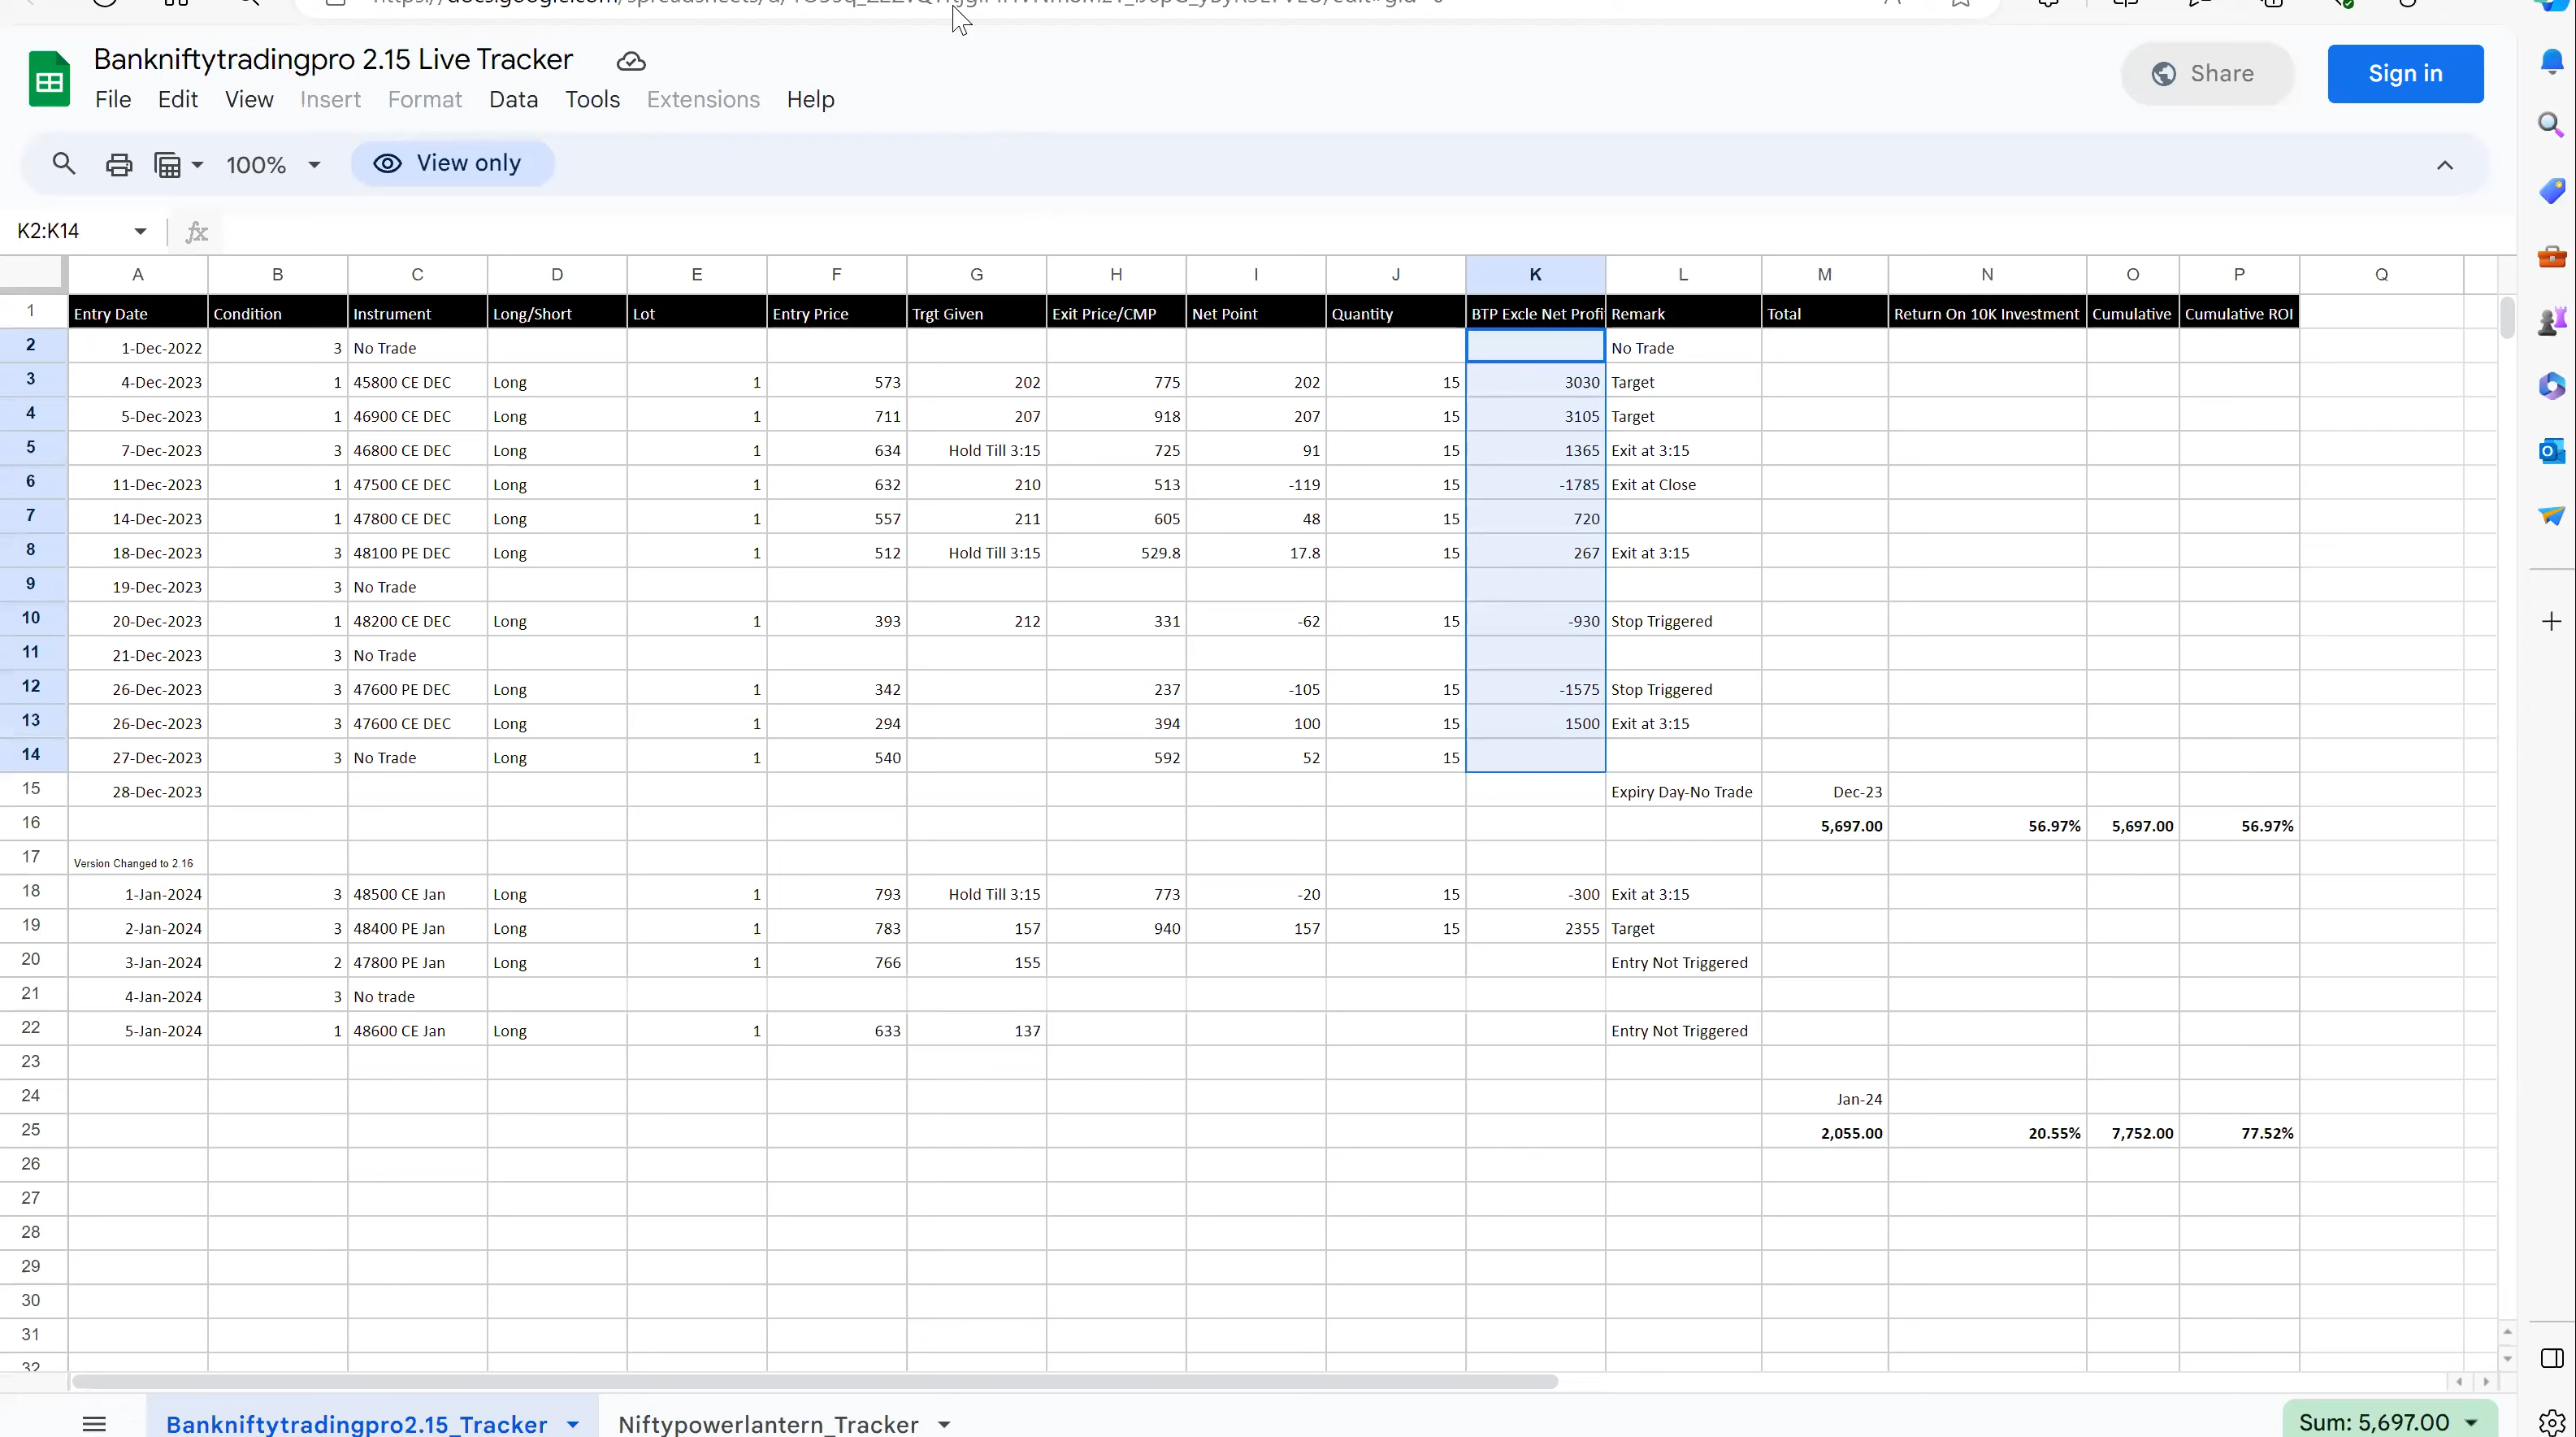 Bankniftytradingpro 2.15 Live Tracker
File Edit View Insert Format Data Tools Extensions Help
Share
Sign in
100%
View only
K2:K14
fx
A B C D E F G H I J K L M N O P Q
1 Entry Date Condition Instrument Long/Short Lot Entry Price Trgt Given Exit Price/CMP Net Point Quantity BTP Excle Net Profi Remark Total Return On 10K Investment Cumulative Cumulative ROI
2 1-Dec-2022 3 No Trade No Trade
3 4-Dec-2023 1 45800 CE DEC Long 1 573 202 775 202 15 3030 Target
4 5-Dec-2023 1 46900 CE DEC Long 1 711 207 918 207 15 3105 Target
5 7-Dec-2023 3 46800 CE DEC Long 1 634 Hold Till 3:15 725 91 15 1365 Exit at 3:15
6 11-Dec-2023 1 47500 CE DEC Long 1 632 210 513 -119 15 -1785 Exit at Close
7 14-Dec-2023 1 47800 CE DEC Long 1 557 211 605 48 15 720
8 18-Dec-2023 3 48100 PE DEC Long 1 512 Hold Till 3:15 529.8 17.8 15 267 Exit at 3:15
9 19-Dec-2023 3 No Trade
10 20-Dec-2023 1 48200 CE DEC Long 1 393 212 331 -62 15 -930 Stop Triggered
11 21-Dec-2023 3 No Trade
12 26-Dec-2023 3 47600 PE DEC Long 1 342 237 -105 15 -1575 Stop Triggered
13 26-Dec-2023 3 47600 CE DEC Long 1 294 394 100 15 1500 Exit at 3:15
14 27-Dec-2023 3 No Trade Long 1 540 592 52 15
15 28-Dec-2023 Expiry Day-No Trade Dec-23
16 5,697.00 56.97% 5,697.00 56.97%
17 Version Changed to 2.16
18 1-Jan-2024 3 48500 CE Jan Long 1 793 Hold Till 3:15 773 -20 15 -300 Exit at 3:15
19 2-Jan-2024 3 48400 PE Jan Long 1 783 157 940 157 15 2355 Target
20 3-Jan-2024 2 47800 PE Jan Long 1 766 155 Entry Not Triggered
21 4-Jan-2024 3 No trade
22 5-Jan-2024 1 48600 CE Jan Long 1 633 137 Entry Not Triggered
23
24 Jan-24
25 2,055.00 20.55% 7,752.00 77.52%
26
27
28
29
30
31
32
Bankniftytradingpro2.15_Tracker Niftypowerlantern_Tracker Sum: 5,697.00